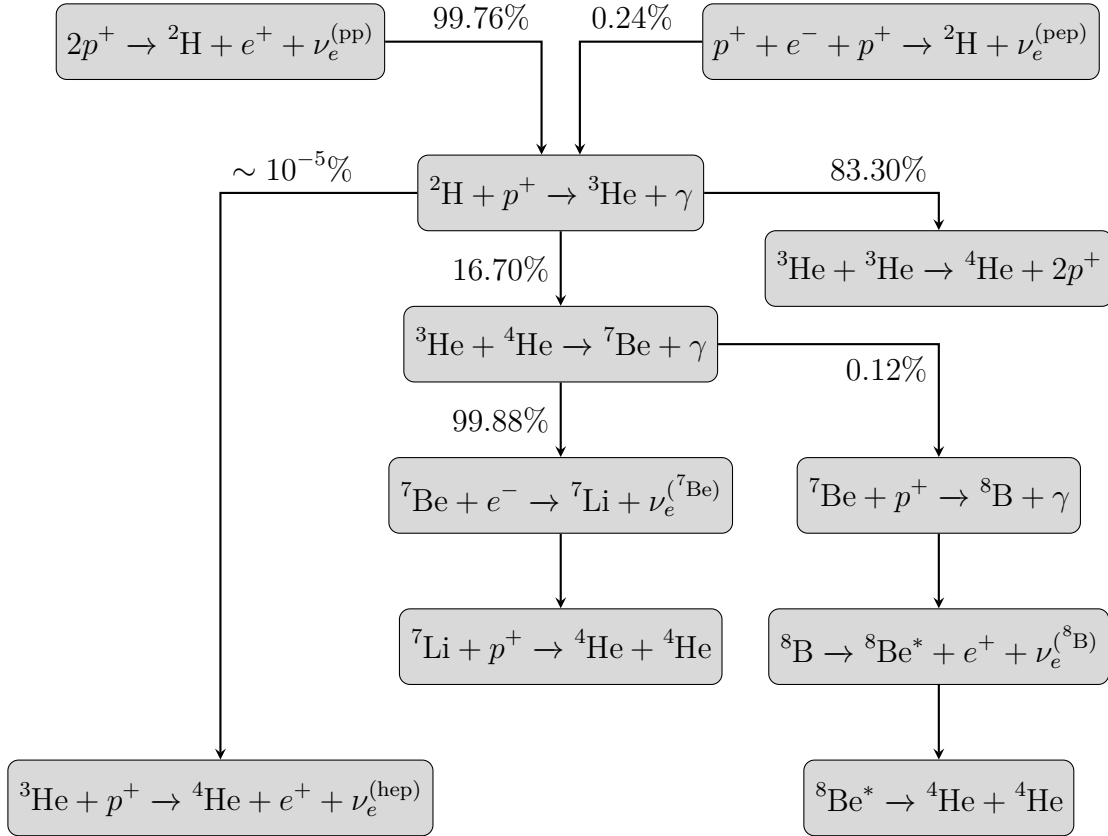 2p⁺ → ²H + e⁺ + νₑ⁽ᵖᵖ⁾
99.76%
0.24%
p⁺ + e⁻ + p⁺ → ²H + νₑ⁽ᵖᵉᵖ⁾
∼ 10⁻⁵%
²H + p⁺ → ³He + γ
83.30%
³He + ³He → ⁴He + 2p⁺
16.70%
³He + ⁴He → ⁷Be + γ
0.12%
99.88%
⁷Be + e⁻ → ⁷Li + νₑ^(⁷Be)
⁷Be + p⁺ → ⁸B + γ
⁷Li + p⁺ → ⁴He + ⁴He
⁸B → ⁸Be* + e⁺ + νₑ^(⁸B)
³He + p⁺ → ⁴He + e⁺ + νₑ⁽ʰᵉᵖ⁾
⁸Be* → ⁴He + ⁴He